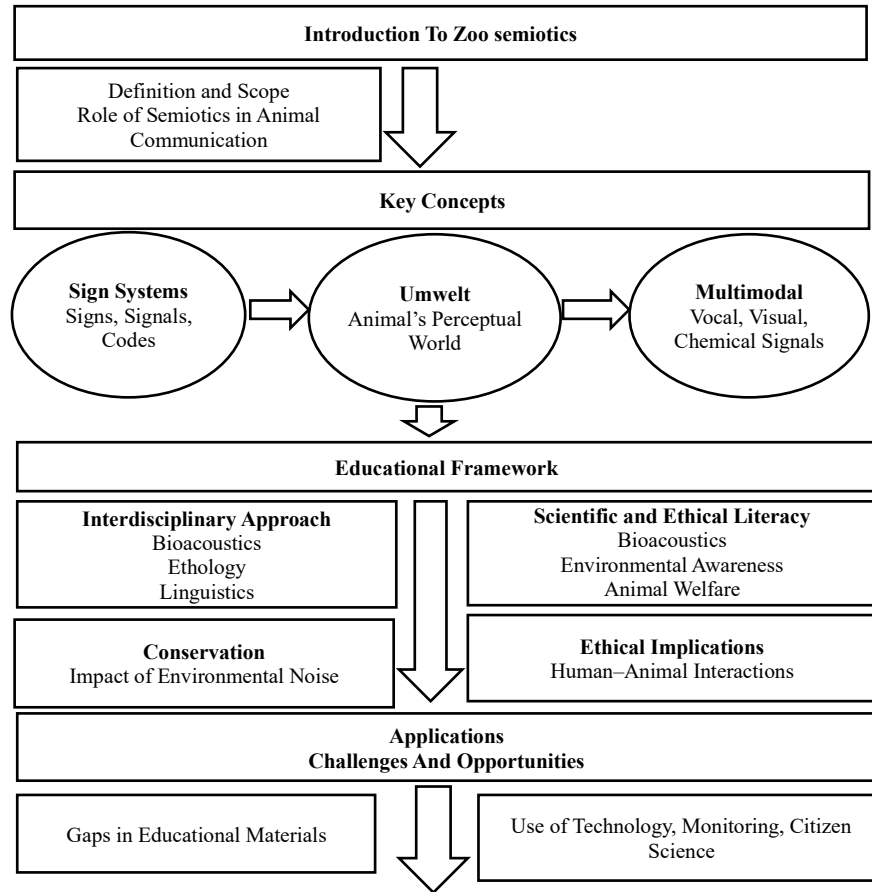 Introduction To Zoo semiotics
Definition and Scope
Role of Semiotics in Animal
Communication
Key Concepts
Sign Systems
Signs, Signals,
Codes
Umwelt
Animal’s Perceptual
World
Multimodal
Vocal, Visual,
Chemical Signals
Educational Framework
Interdisciplinary Approach
Bioacoustics
Ethology
Linguistics
Scientific and Ethical Literacy
Bioacoustics
Environmental Awareness
Animal Welfare
Conservation
Impact of Environmental Noise
Ethical Implications
Human–Animal Interactions
Applications
Challenges And Opportunities
Gaps in Educational Materials
Use of Technology, Monitoring, Citizen
Science